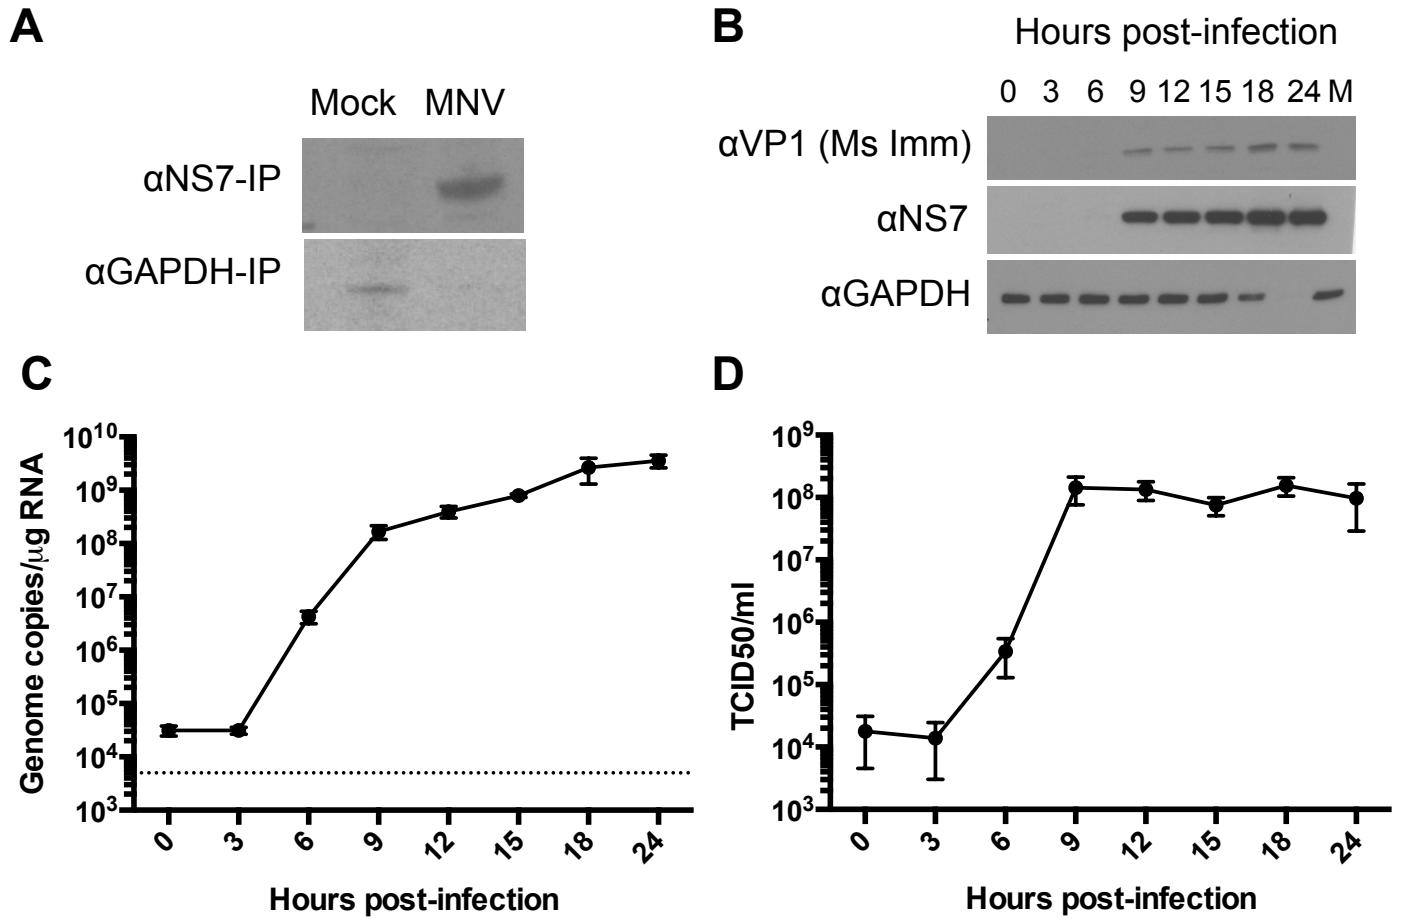 A
Mock MNV
αNS7-IP
αGAPDH-IP
B
Hours post-infection
0 3 6 9 12 15 18 24 M
αVP1 (Ms Imm)
αNS7
αGAPDH
C
Genome copies/μg RNA
10^10
10^9
10^8
10^7
10^6
10^5
10^4
10^3
0 3 6 9 12 15 18 24
Hours post-infection
D
TCID50/ml
10^9
10^8
10^7
10^6
10^5
10^4
10^3
0 3 6 9 12 15 18 24
Hours post-infection